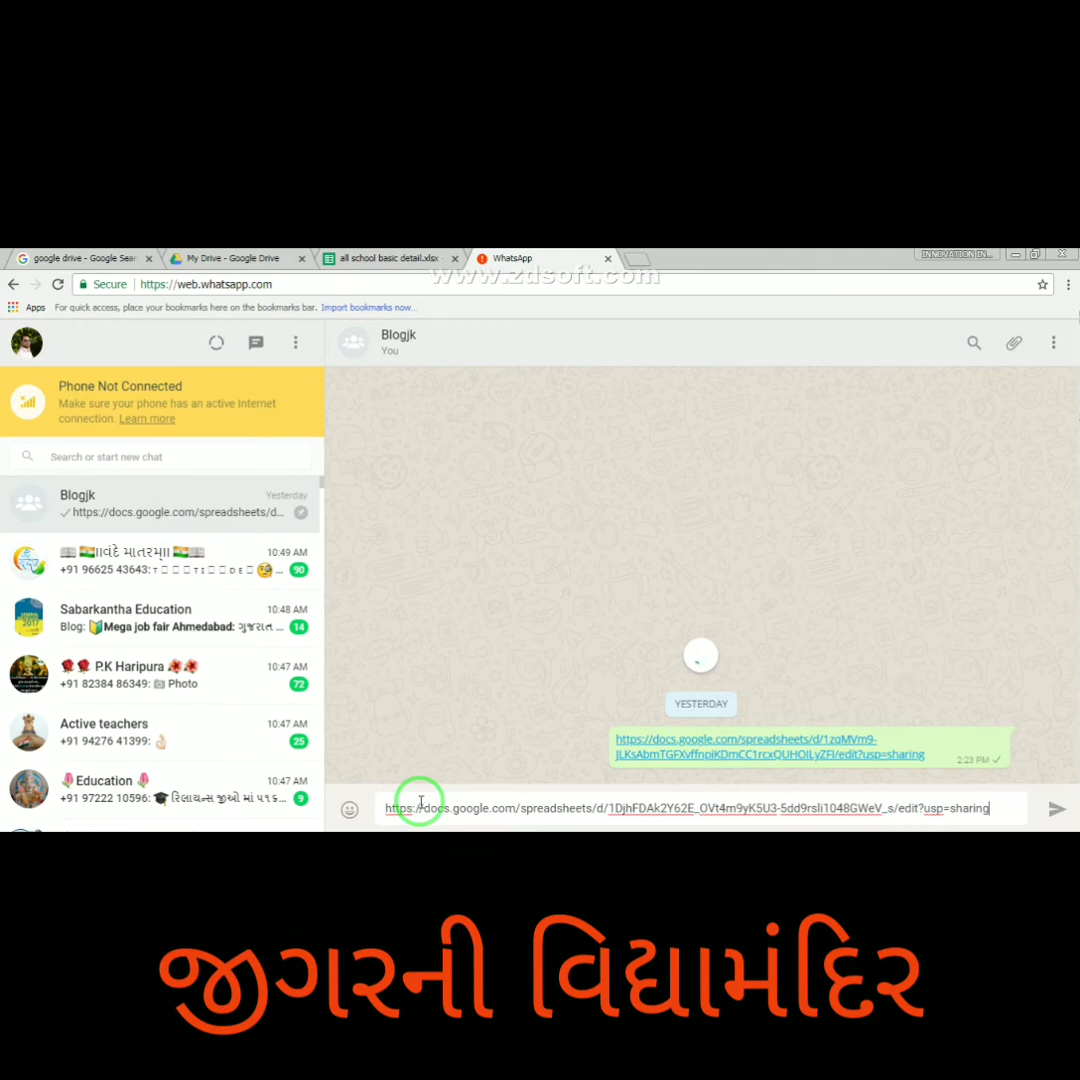 google drive - Google Sear
My Drive - Google Drive
all school basic detail.xlsx -
WhatsApp
INNOVATION IN...
www.zdsoft.com
Secure
https://web.whatsapp.com
Apps
For quick access, place your bookmarks here on the bookmarks bar. Import bookmarks now...
Blogjk
You
Phone Not Connected
Make sure your phone has an active Internet
connection. Learn more
Search or start new chat
Blogjk
Yesterday
https://docs.google.com/spreadsheets/d...
।।વંદે માતરમ્।।
10:49 AM
+91 96625 43643:
90
Sabarkantha Education
10:48 AM
Blog: Mega job fair Ahmedabad: ગુજરાત ...
14
P.K Haripura
10:47 AM
+91 82384 86349: Photo
72
Active teachers
10:47 AM
+91 94276 41399:
25
Education
10:47 AM
+91 97222 10596: રિલાયન્સ જીઓ માં ૫૧૬...
9
YESTERDAY
https://docs.google.com/spreadsheets/d/1zqMVm9-
JLKsAbmTGFXvffnpiKDmCC1rcxQUHOILyZFI/edit?usp=sharing
2:23 PM
https://docs.google.com/spreadsheets/d/1DjhFDAk2Y62E_OVt4m9yK5U3-5dd9rsli1048GWeV_s/edit?usp=sharing
જીગરની વિદ્યામંદિર